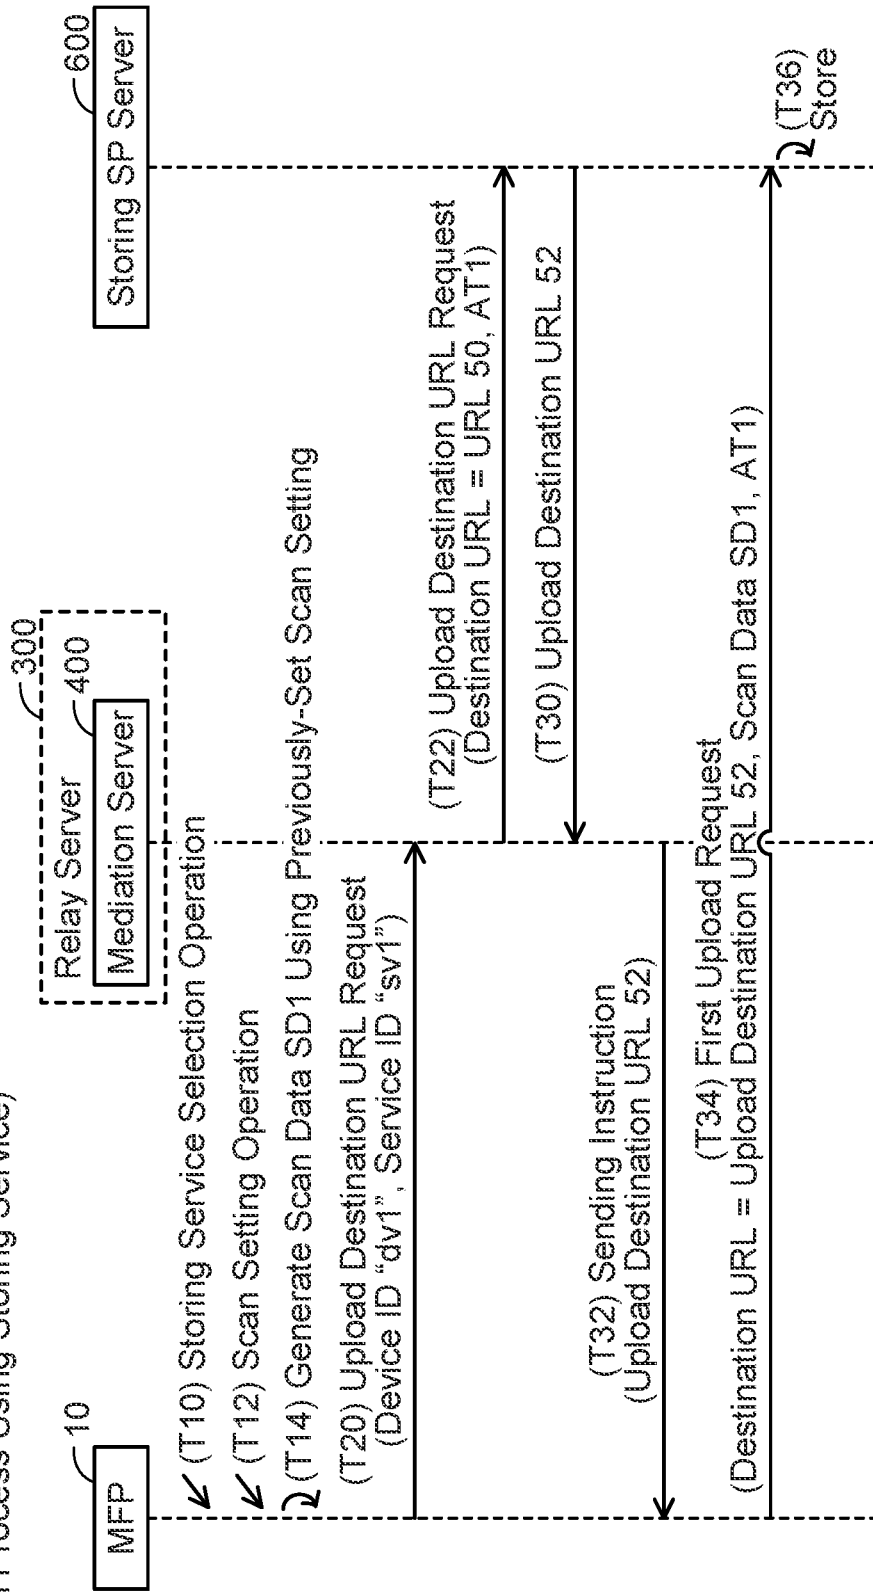 Process Using Storing Service)
MFP
10
Relay Server
300
Mediation Server
400
Storing SP Server
600
(T10) Storing Service Selection Operation
(T12) Scan Setting Operation
(T14) Generate Scan Data SD1 Using Previously-Set Scan Setting
(T20) Upload Destination URL Request
(Device ID “dv1”, Service ID “sv1”)
(T22) Upload Destination URL Request
(Destination URL = URL 50, AT1)
(T30) Upload Destination URL 52
(T32) Sending Instruction
(Upload Destination URL 52)
(T34) First Upload Request
(Destination URL = Upload Destination URL 52, Scan Data SD1, AT1)
(T36)
Store